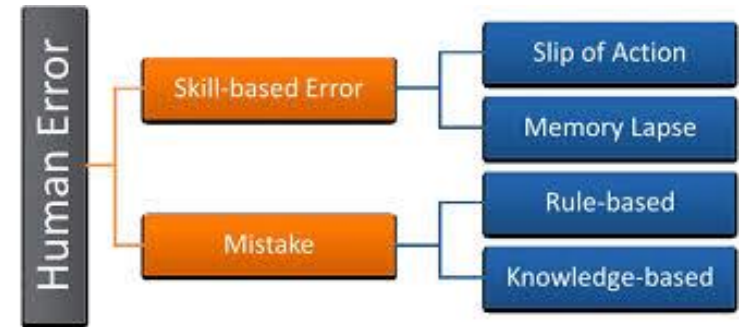 Human Error
Skill-based Error
Slip of Action
Memory Lapse
Mistake
Rule-based
Knowledge-based